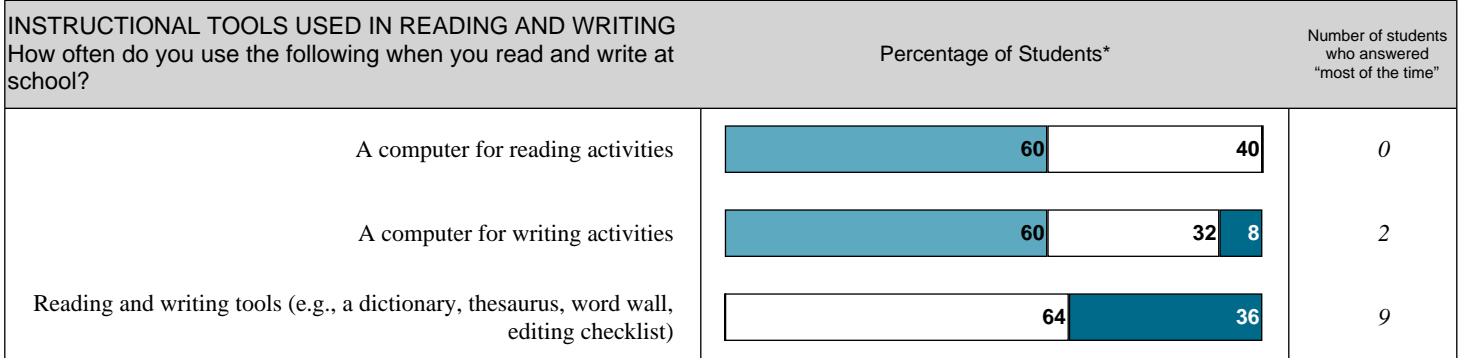 INSTRUCTIONAL TOOLS USED IN READING AND WRITING
How often do you use the following when you read and write at
school?
Percentage of Students*
Number of students
who answered
“most of the time”
A computer for reading activities
60 40
0
A computer for writing activities
60 32 8
2
Reading and writing tools (e.g., a dictionary, thesaurus, word wall,
editing checklist)
64 36
9